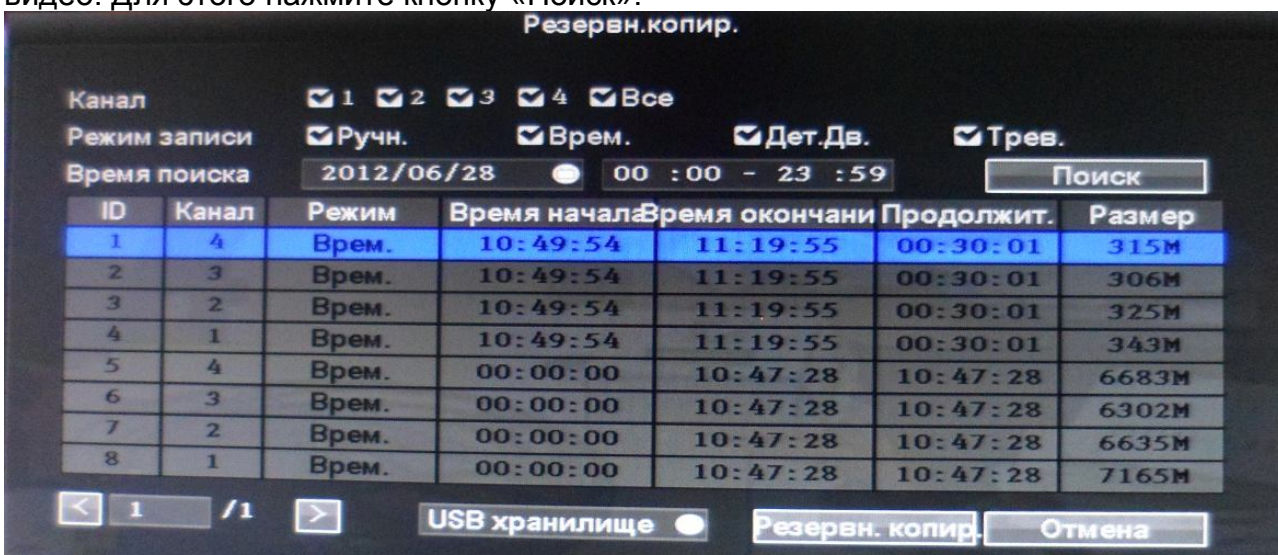 видео. Для этого нажмите кнопку «Поиск».
Резервн.копир.
Канал 1 2 3 4 Все
Режим записи Ручн. Врем. Дет.Дв. Трев.
Время поиска 2012/06/28 00 :00 - 23 :59 Поиск
ID Канал Режим Время начала Время окончани Продолжит. Размер
1 4 Врем. 10:49:54 11:19:55 00:30:01 315M
2 3 Врем. 10:49:54 11:19:55 00:30:01 306M
3 2 Врем. 10:49:54 11:19:55 00:30:01 325M
4 1 Врем. 10:49:54 11:19:55 00:30:01 343M
5 4 Врем. 00:00:00 10:47:28 10:47:28 6683M
6 3 Врем. 00:00:00 10:47:28 10:47:28 6302M
7 2 Врем. 00:00:00 10:47:28 10:47:28 6635M
8 1 Врем. 00:00:00 10:47:28 10:47:28 7165M
< 1 /1 > USB хранилище Резервн. копир. Отмена